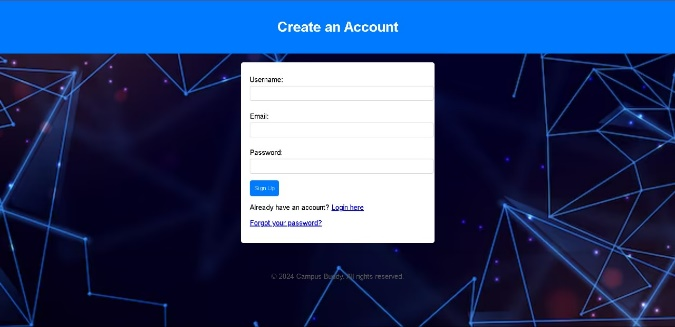 Create an Account
Username:
Email:
Password:
Sign Up
Already have an account? Login here
Forgot your password?
© 2024 Campus Buddy. All rights reserved.